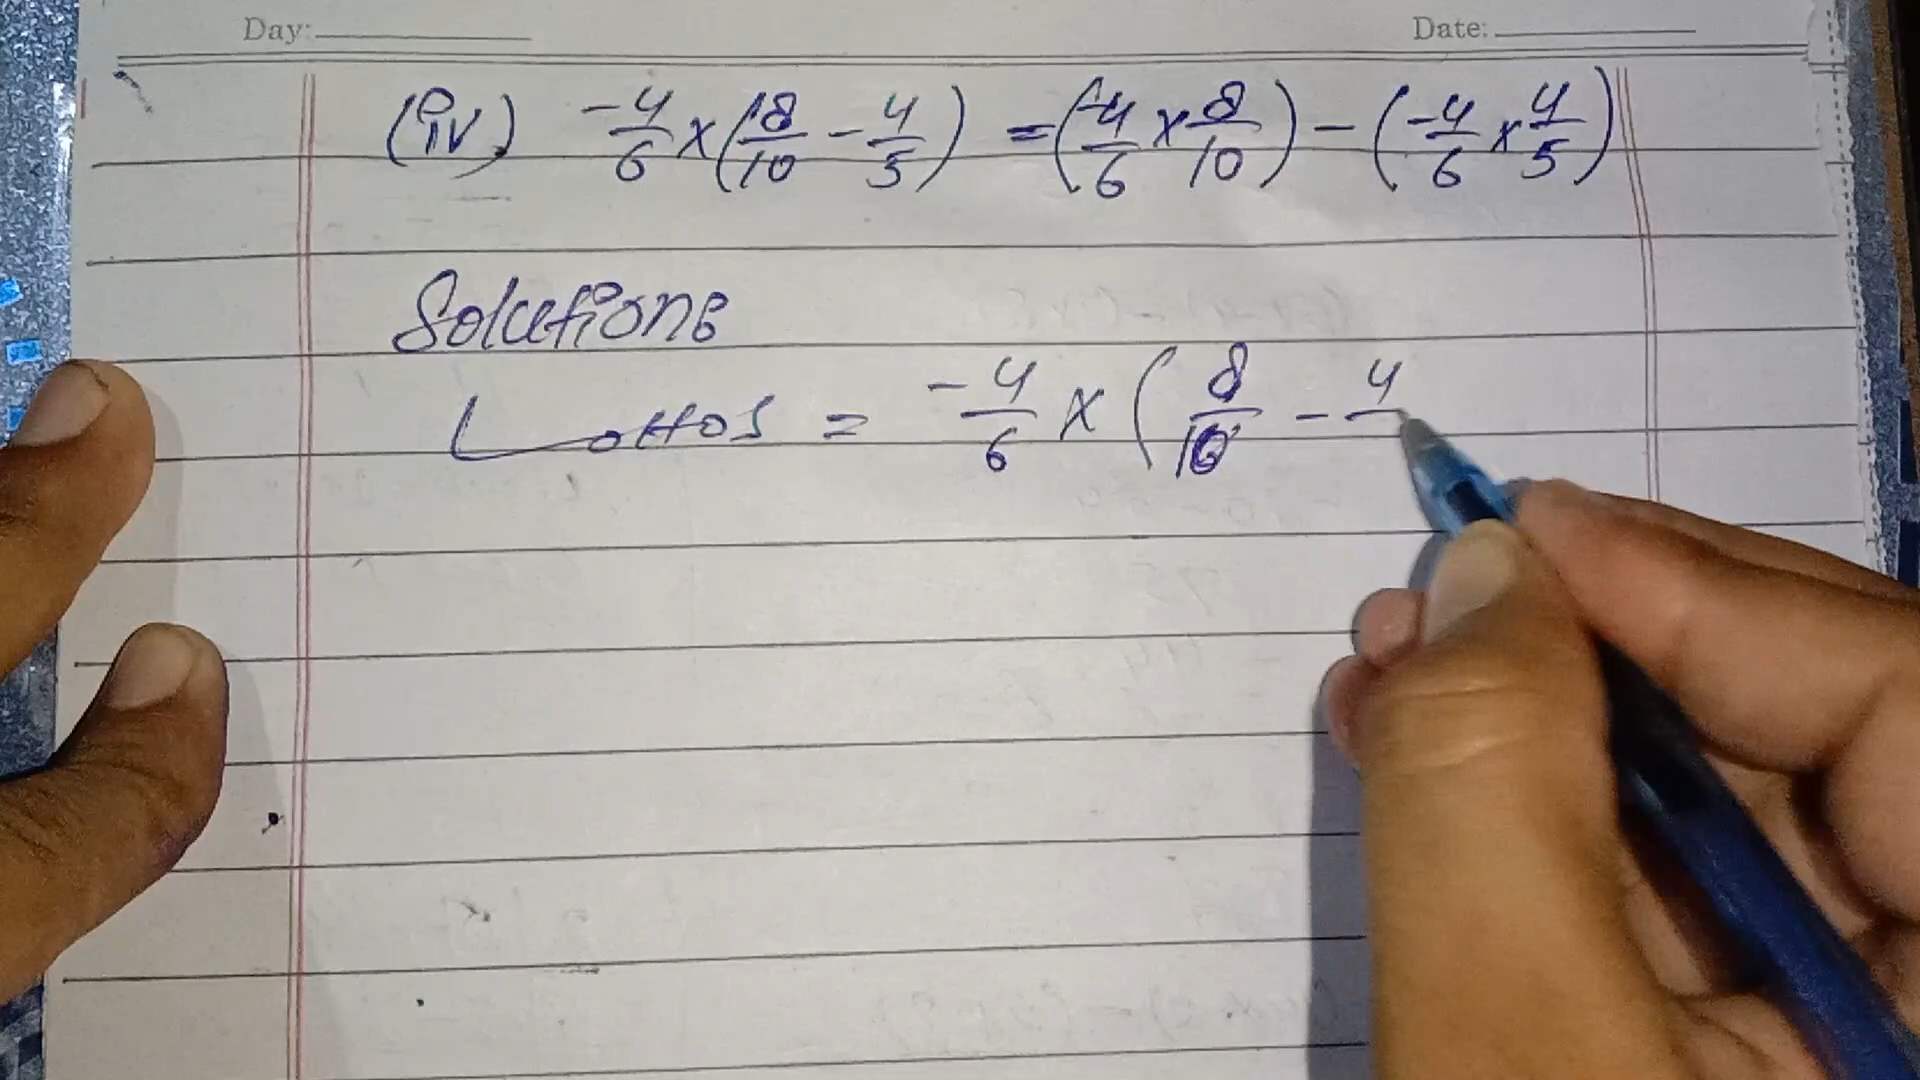 Day: Date:
(iv) -4/6 × (8/10 - 4/5) = (-4/6 × 8/10) - (-4/6 × 4/5)
Solution:
L.H.S = -4/6 × (8/10 - 4